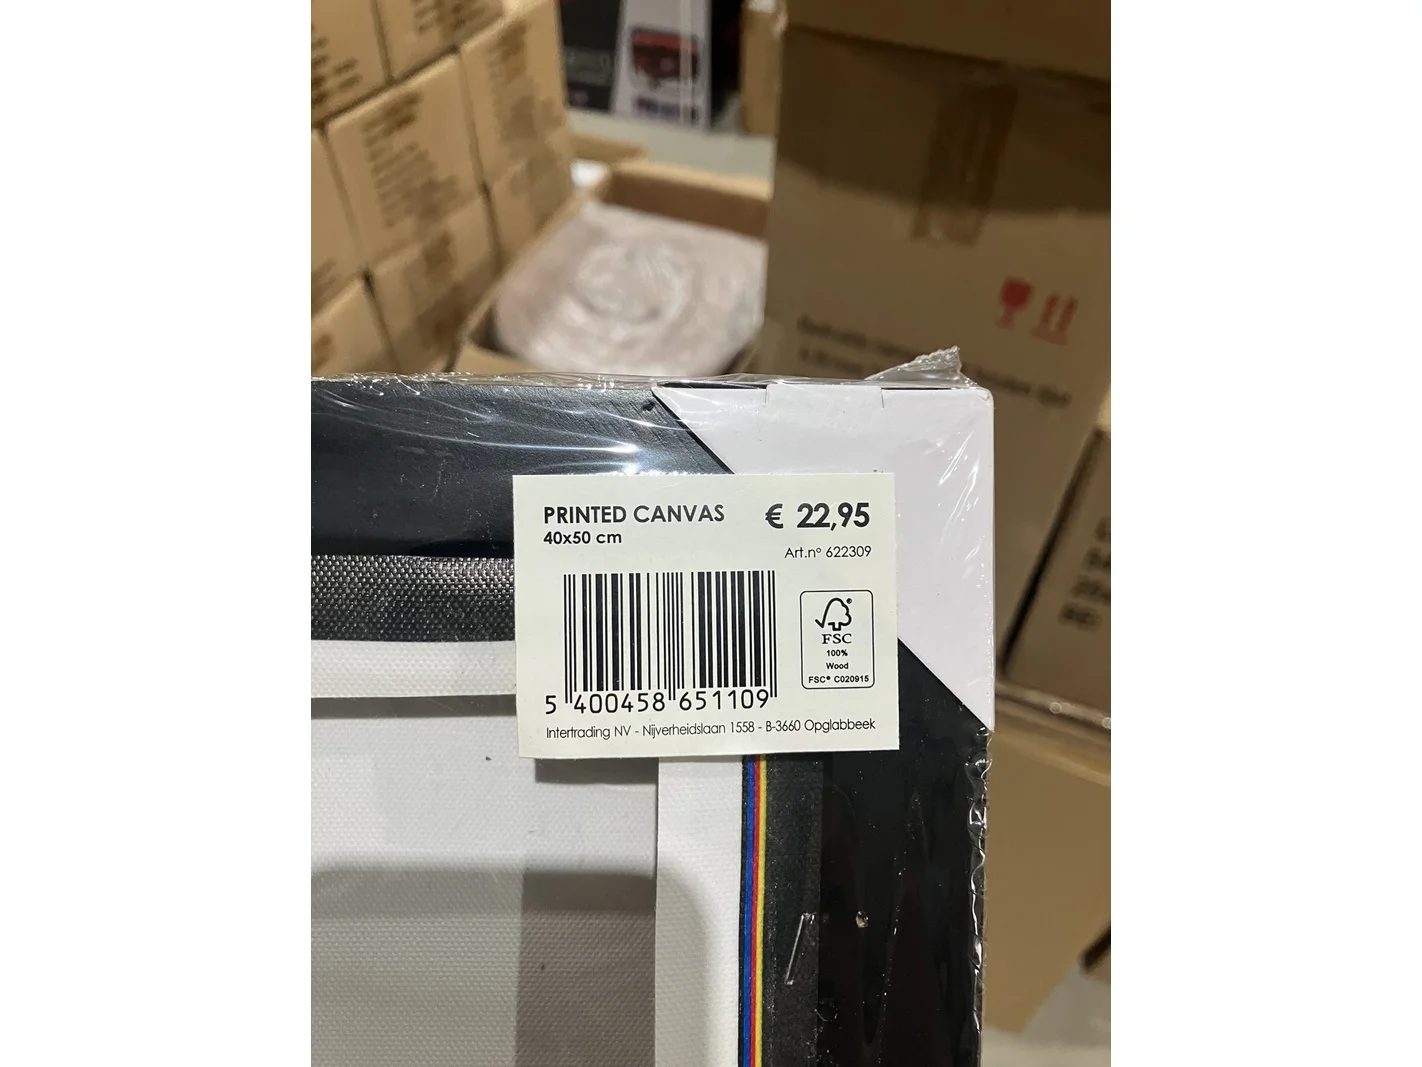 PRINTED CANVAS € 22,95
40x50 cm
Art.n° 622309
FSC®
100%
Wood
FSC® C020915
5 400458 651109
Intertrading NV - Nijverheidslaan 1558 - B-3660 Opglabbeek